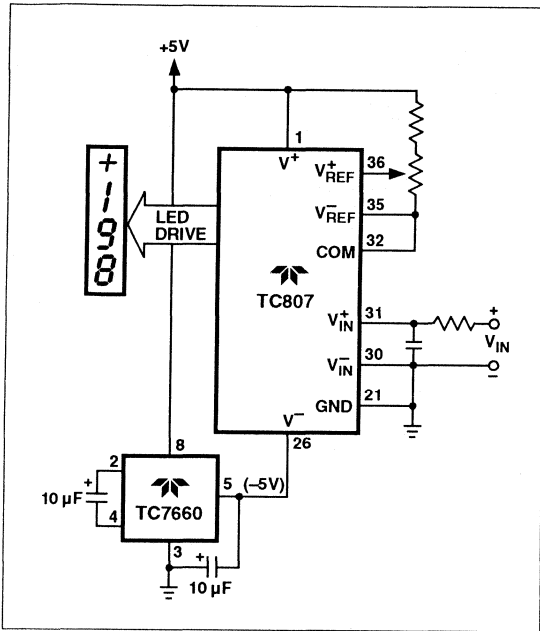 +5V
1
V+
V+REF
36
V−REF
35
COM
32
+198
LED
DRIVE
TC807
V+IN
31
+
VIN
V−IN
30
−
GND
21
V−
26
8
2
+
10 µF
4
TC7660
5
(–5V)
3
+
10 µF